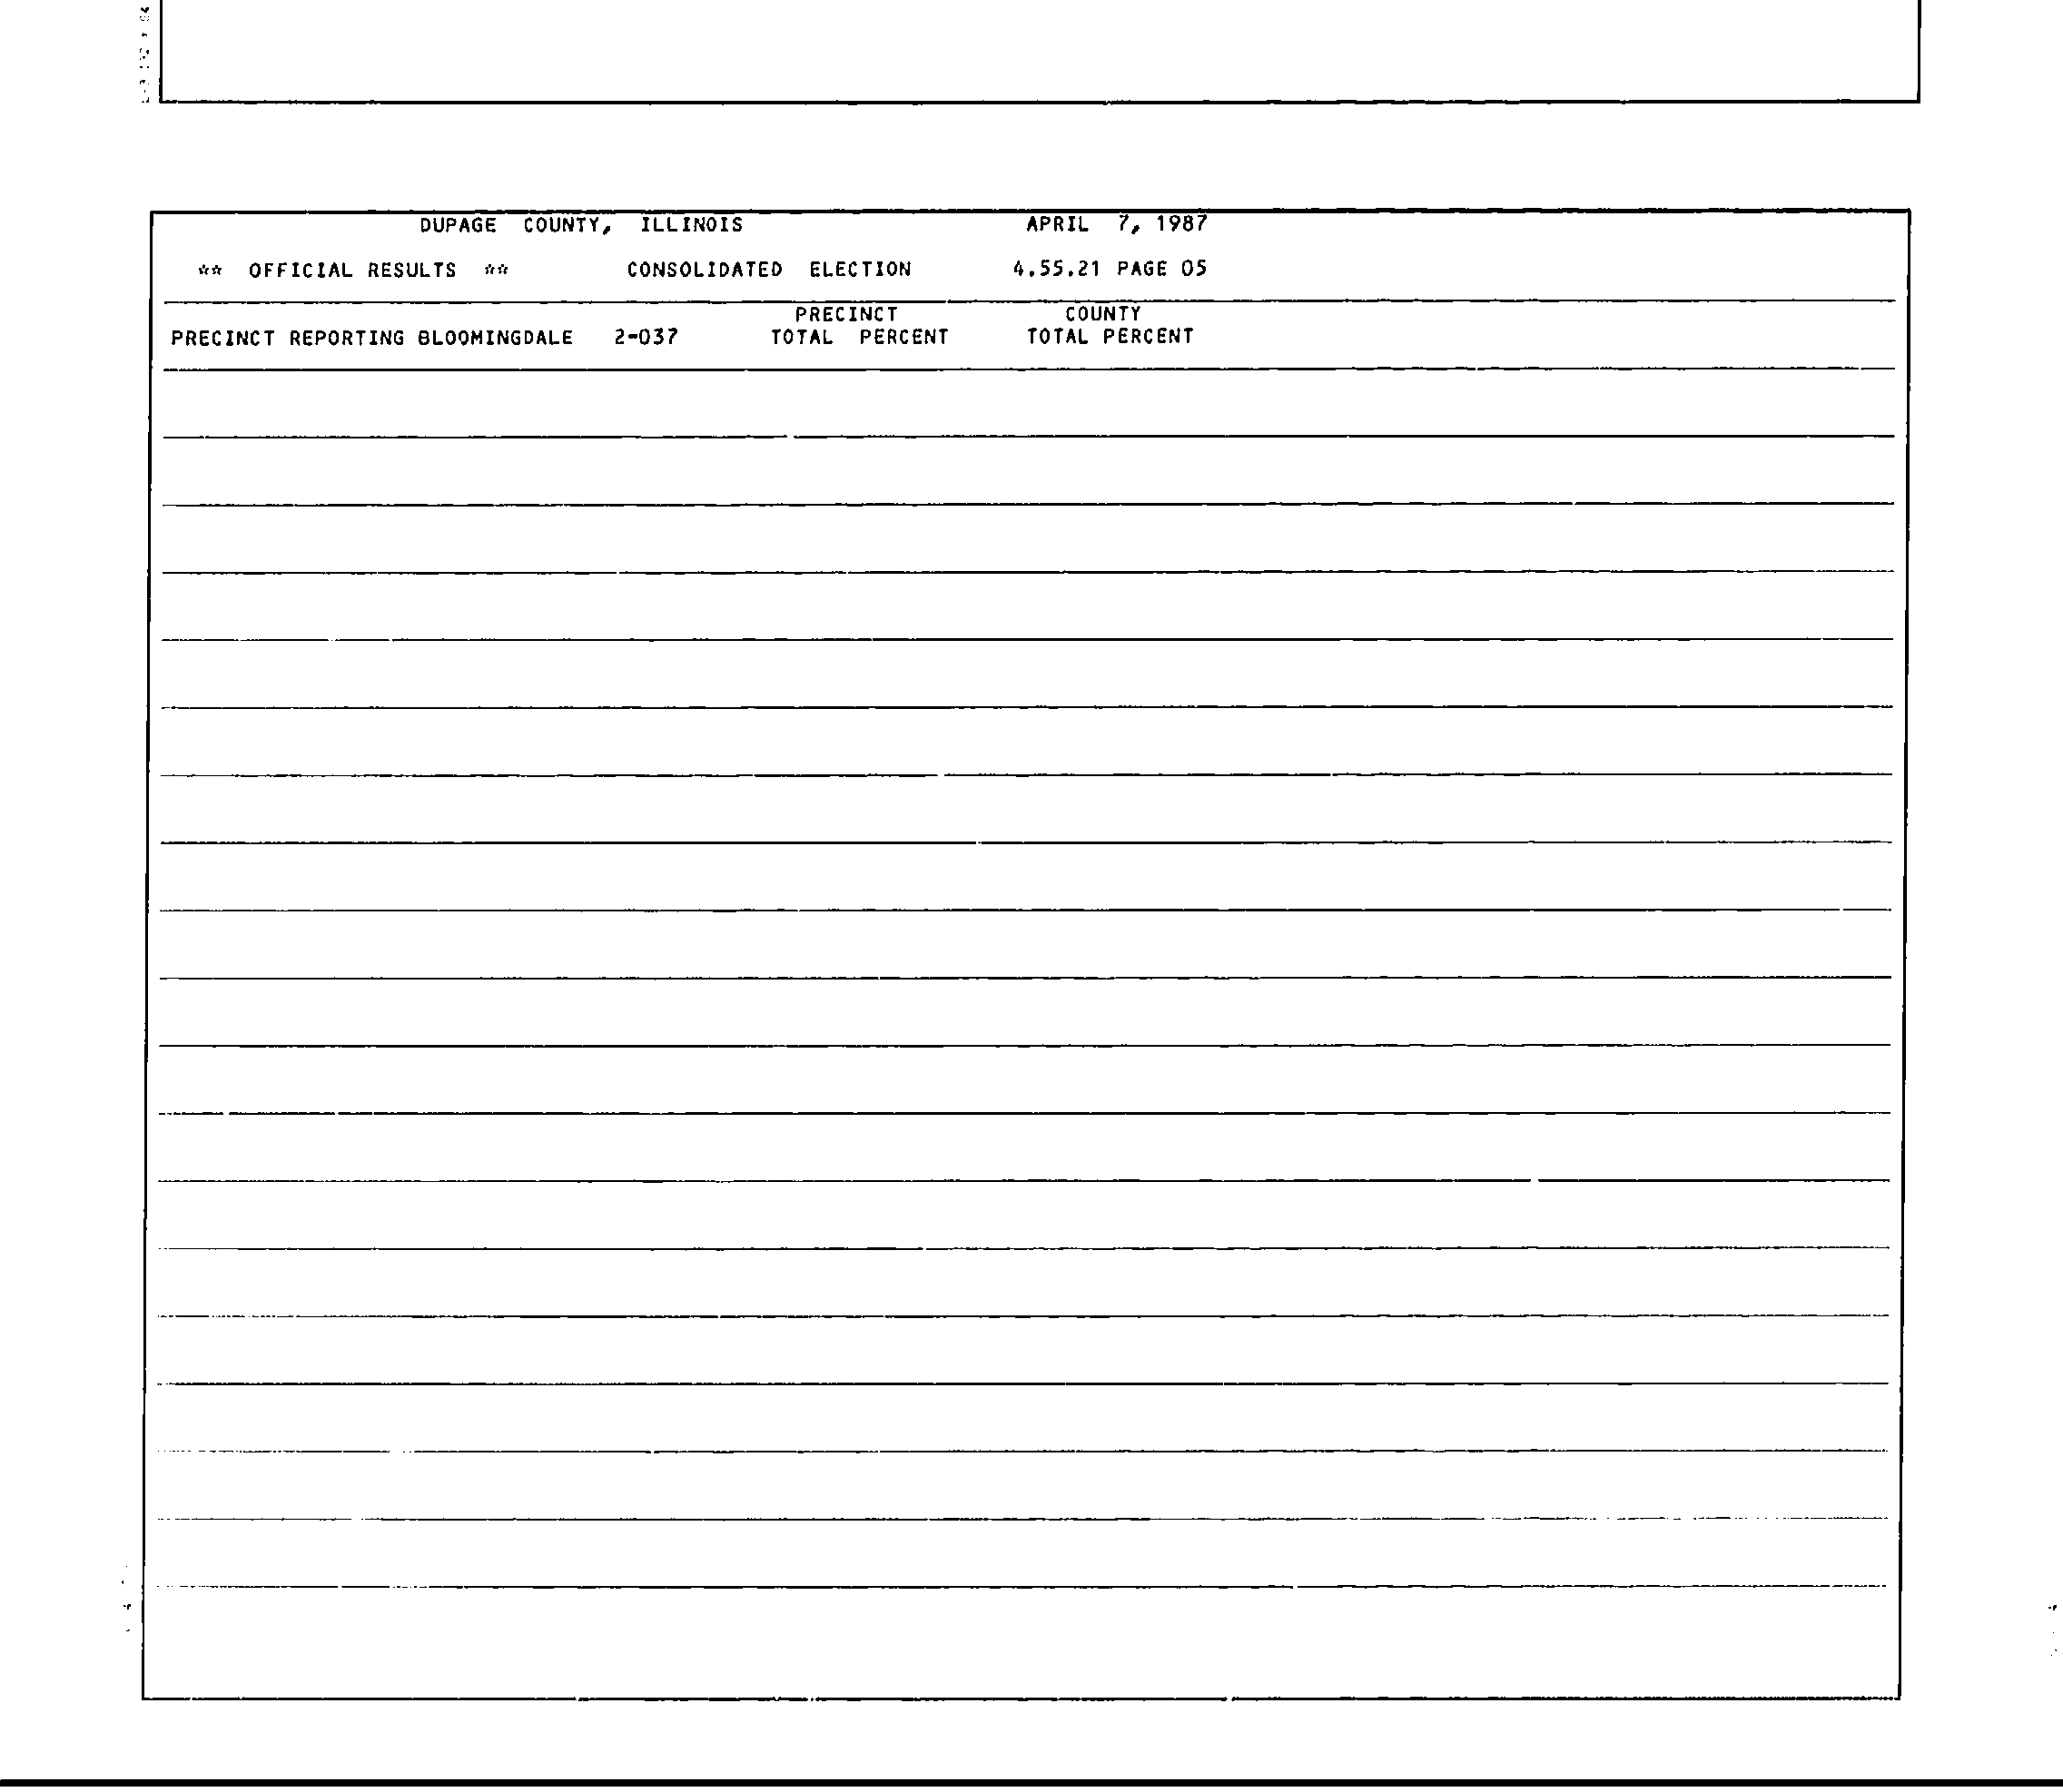 DUPAGE COUNTY, ILLINOIS APRIL 7, 1987
** OFFICIAL RESULTS ** CONSOLIDATED ELECTION 4.55.21 PAGE 05
PRECINCT COUNTY
PRECINCT REPORTING BLOOMINGDALE 2-037 TOTAL PERCENT TOTAL PERCENT